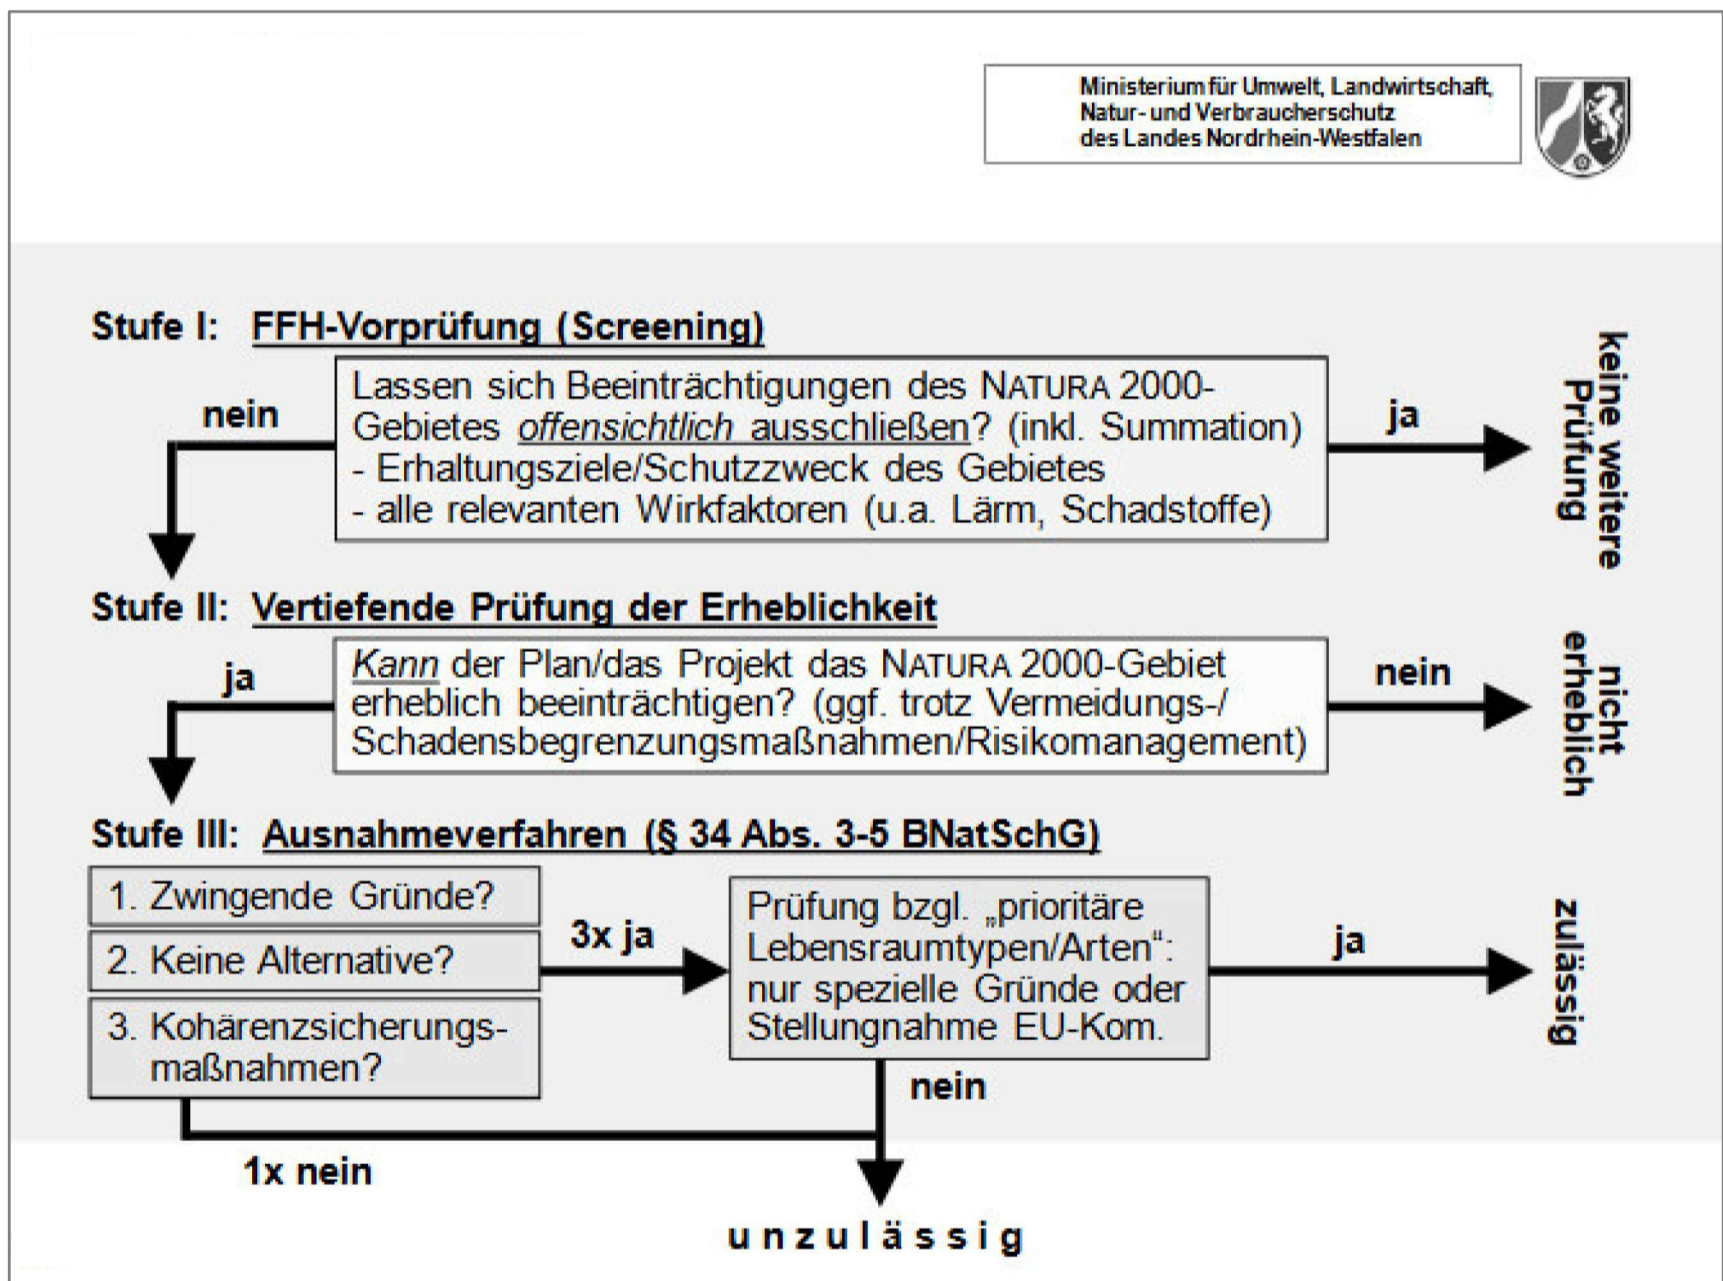 Ministerium für Umwelt, Landwirtschaft,
Natur- und Verbraucherschutz
des Landes Nordrhein-Westfalen
Stufe I: FFH-Vorprüfung (Screening)
nein
Lassen sich Beeinträchtigungen des NATURA 2000-
Gebietes offensichtlich ausschließen? (inkl. Summation)
- Erhaltungsziele/Schutzzweck des Gebietes
- alle relevanten Wirkfaktoren (u.a. Lärm, Schadstoffe)
ja
keine weitere
Prüfung
Stufe II: Vertiefende Prüfung der Erheblichkeit
ja
Kann der Plan/das Projekt das NATURA 2000-Gebiet
erheblich beeinträchtigen? (ggf. trotz Vermeidungs-/
Schadensbegrenzungsmaßnahmen/Risikomanagement)
nein
nicht
erheblich
Stufe III: Ausnahmeverfahren (§ 34 Abs. 3-5 BNatSchG)
1. Zwingende Gründe?
2. Keine Alternative?
3. Kohärenzsicherungs-
maßnahmen?
3x ja
Prüfung bzgl. „prioritäre
Lebensraumtypen/Arten“:
nur spezielle Gründe oder
Stellungnahme EU-Kom.
ja
zulässig
nein
1x nein
unzulässig